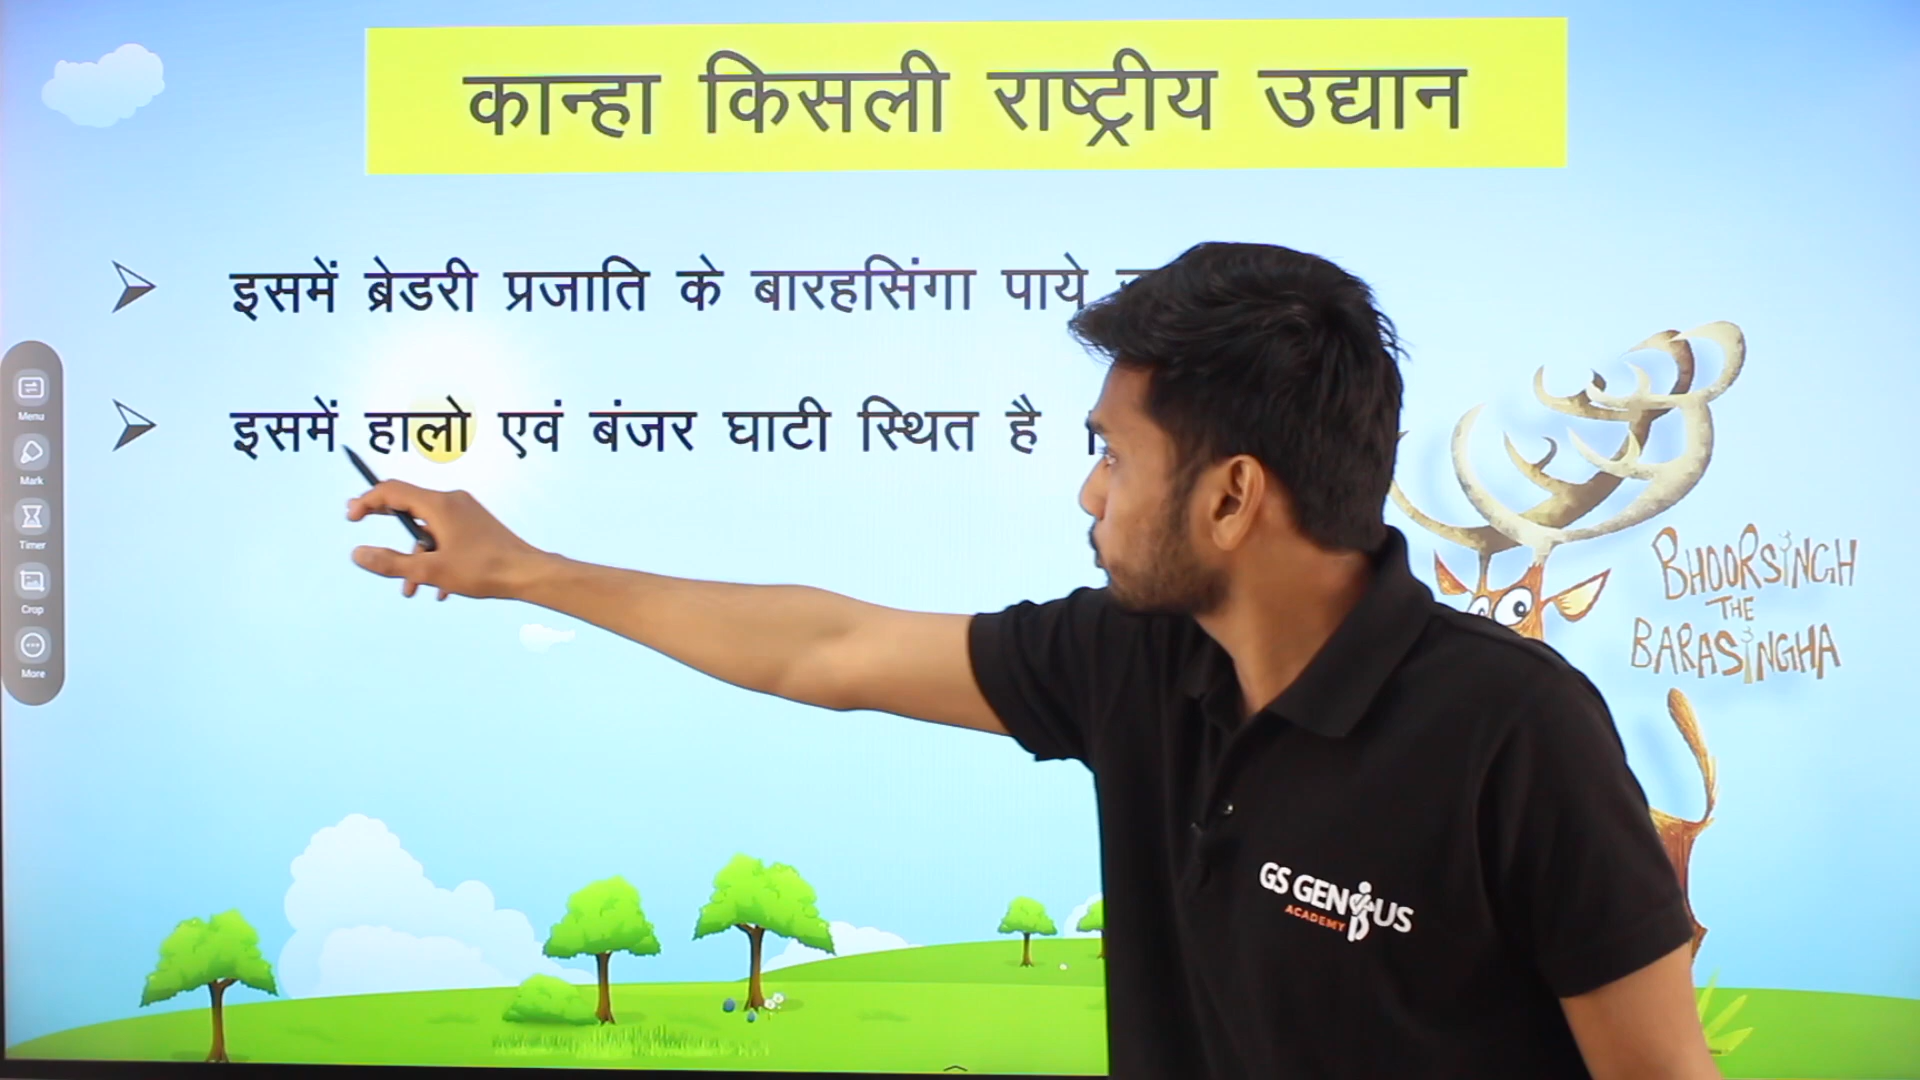 कान्हा किसली राष्ट्रीय उद्यान
इसमें ब्रेडरी प्रजाति के बारहसिंगा पाये
इसमें हालो एवं बंजर घाटी स्थित है ।
Menu
Mark
Timer
Crop
More
BHOORSINGH
THE
BARASINGHA
GS GENIUS
ACADEMY